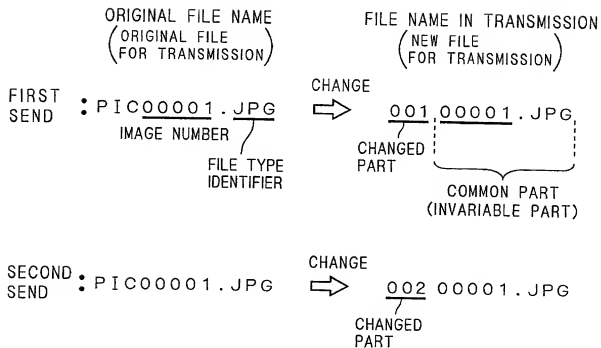 ORIGINAL FILE NAME
(ORIGINAL FILE
FOR TRANSMISSION)
FILE NAME IN TRANSMISSION
(NEW FILE
FOR TRANSMISSION)
FIRST
SEND
: PIC00001.JPG
IMAGE NUMBER
FILE TYPE
IDENTIFIER
CHANGE
001 00001.JPG
CHANGED
PART
COMMON PART
(INVARIABLE PART)
SECOND
SEND
: PIC00001.JPG
CHANGE
002 00001.JPG
CHANGED
PART